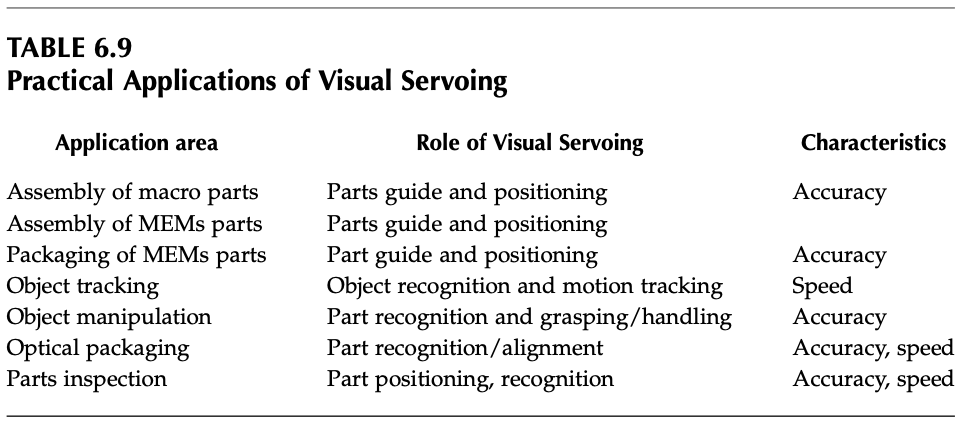 TABLE 6.9
Practical Applications of Visual Servoing
Application area Role of Visual Servoing Characteristics
Assembly of macro parts Parts guide and positioning Accuracy
Assembly of MEMs parts Parts guide and positioning
Packaging of MEMs parts Part guide and positioning Accuracy
Object tracking Object recognition and motion tracking Speed
Object manipulation Part recognition and grasping/handling Accuracy
Optical packaging Part recognition/alignment Accuracy, speed
Parts inspection Part positioning, recognition Accuracy, speed